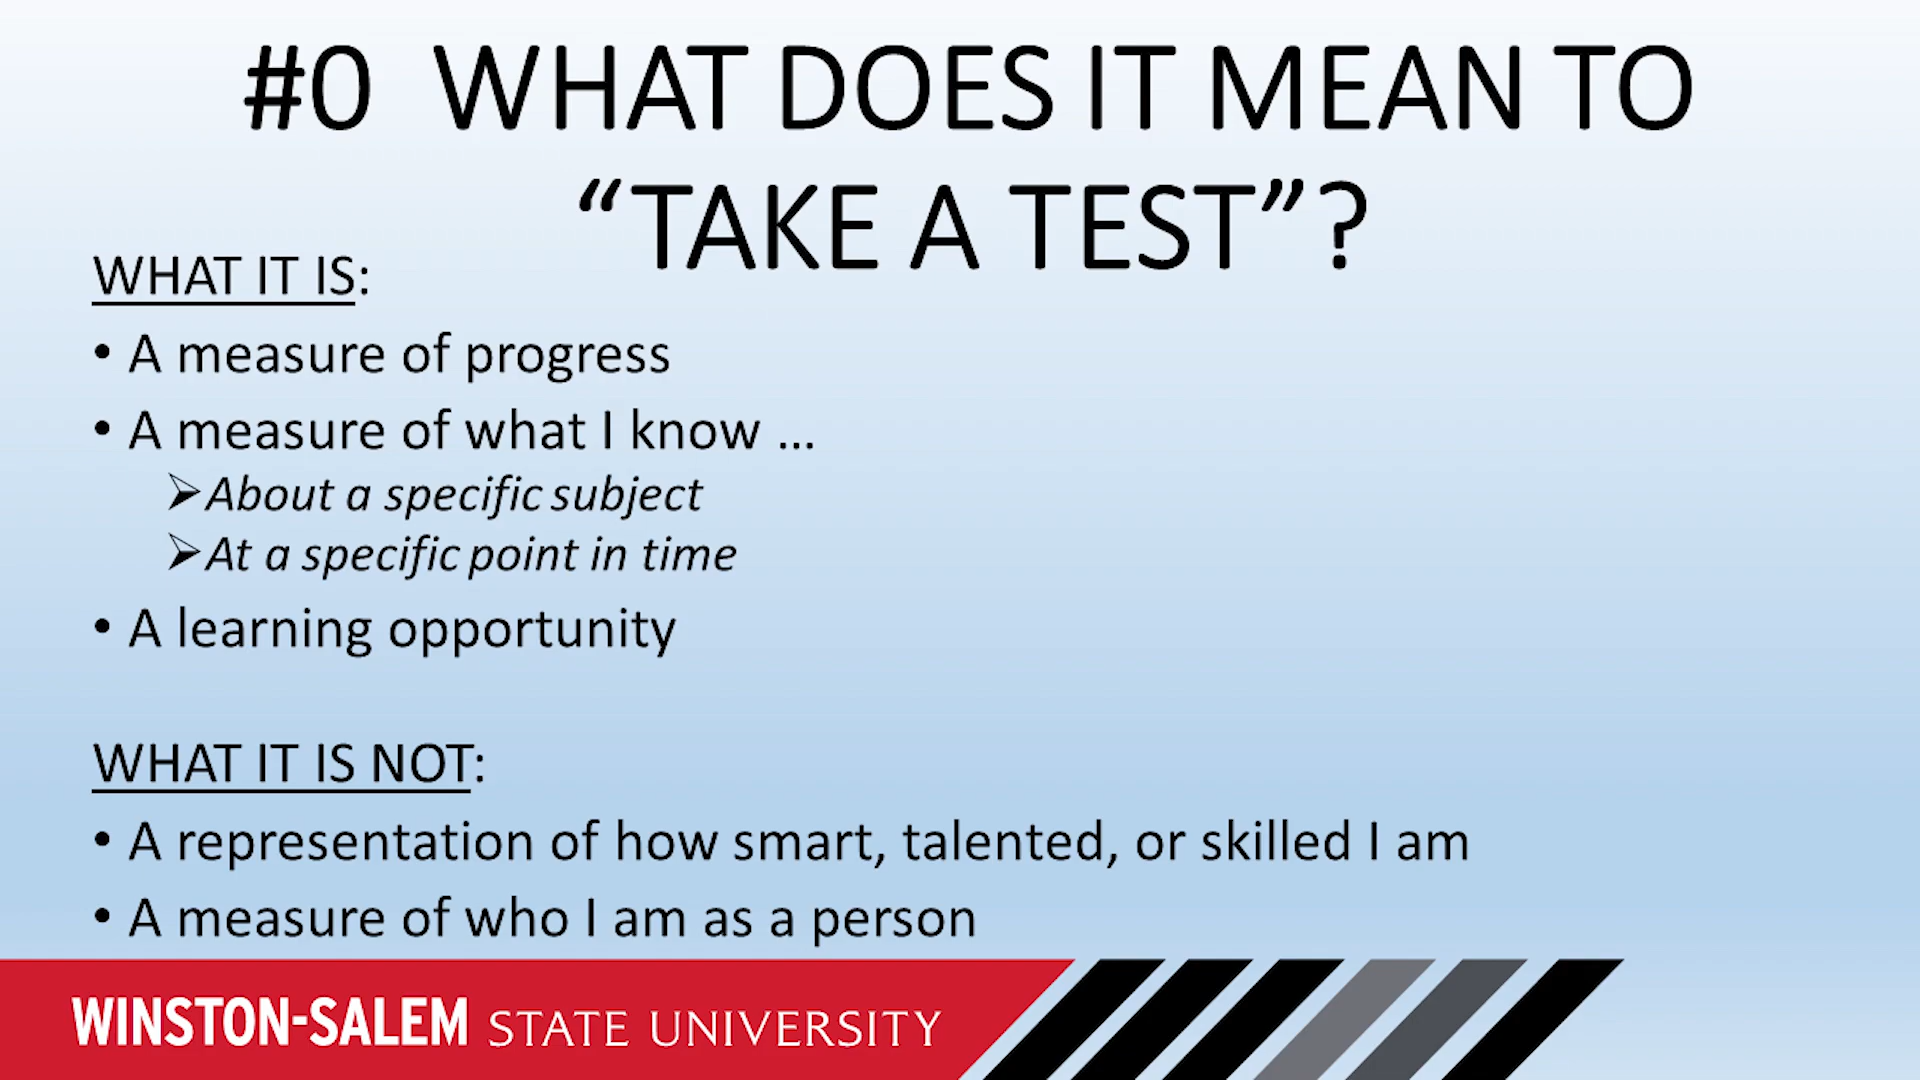 #0 WHAT DOES IT MEAN TO
“TAKE A TEST”?
WHAT IT IS:
• A measure of progress
• A measure of what I know ...
➢About a specific subject
➢At a specific point in time
• A learning opportunity
WHAT IT IS NOT:
• A representation of how smart, talented, or skilled I am
• A measure of who I am as a person
WINSTON-SALEM STATE UNIVERSITY